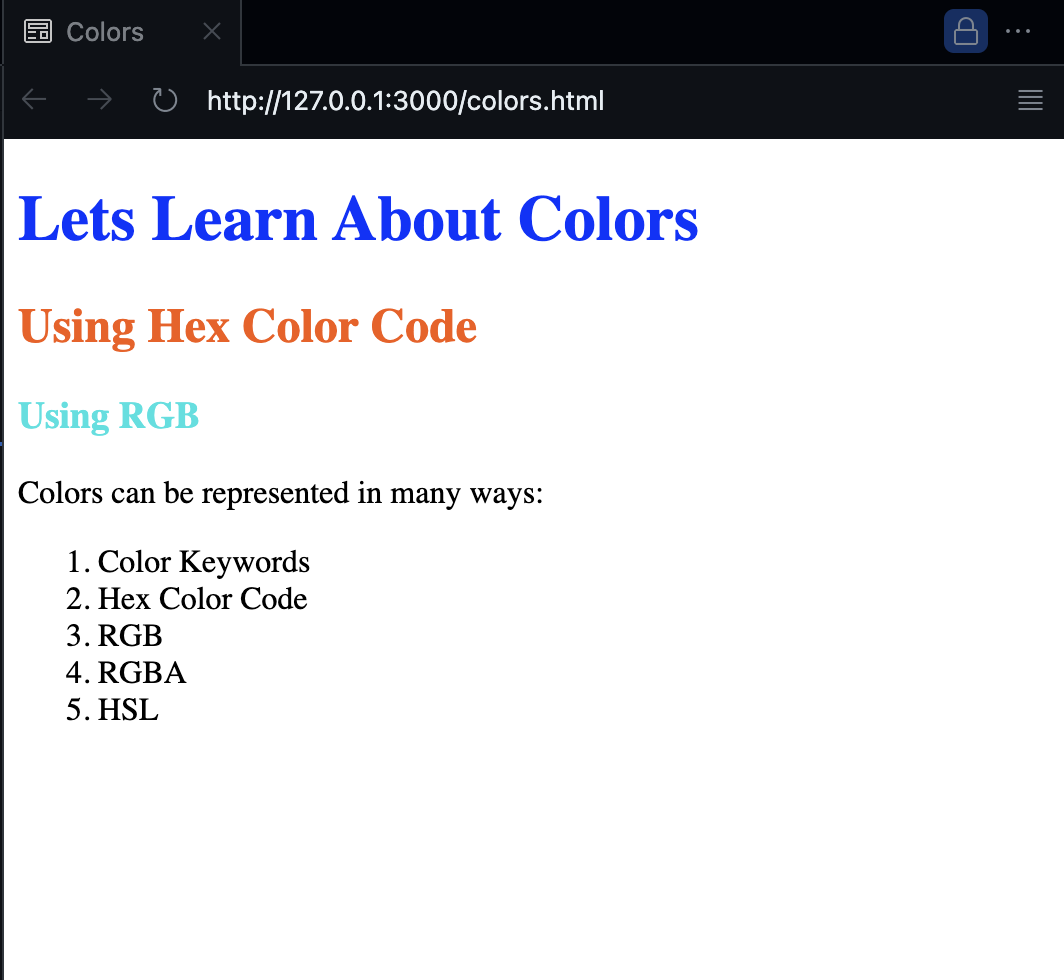 Colors
http://127.0.0.1:3000/colors.html
Lets Learn About Colors
Using Hex Color Code
Using RGB
Colors can be represented in many ways:
1. Color Keywords
2. Hex Color Code
3. RGB
4. RGBA
5. HSL